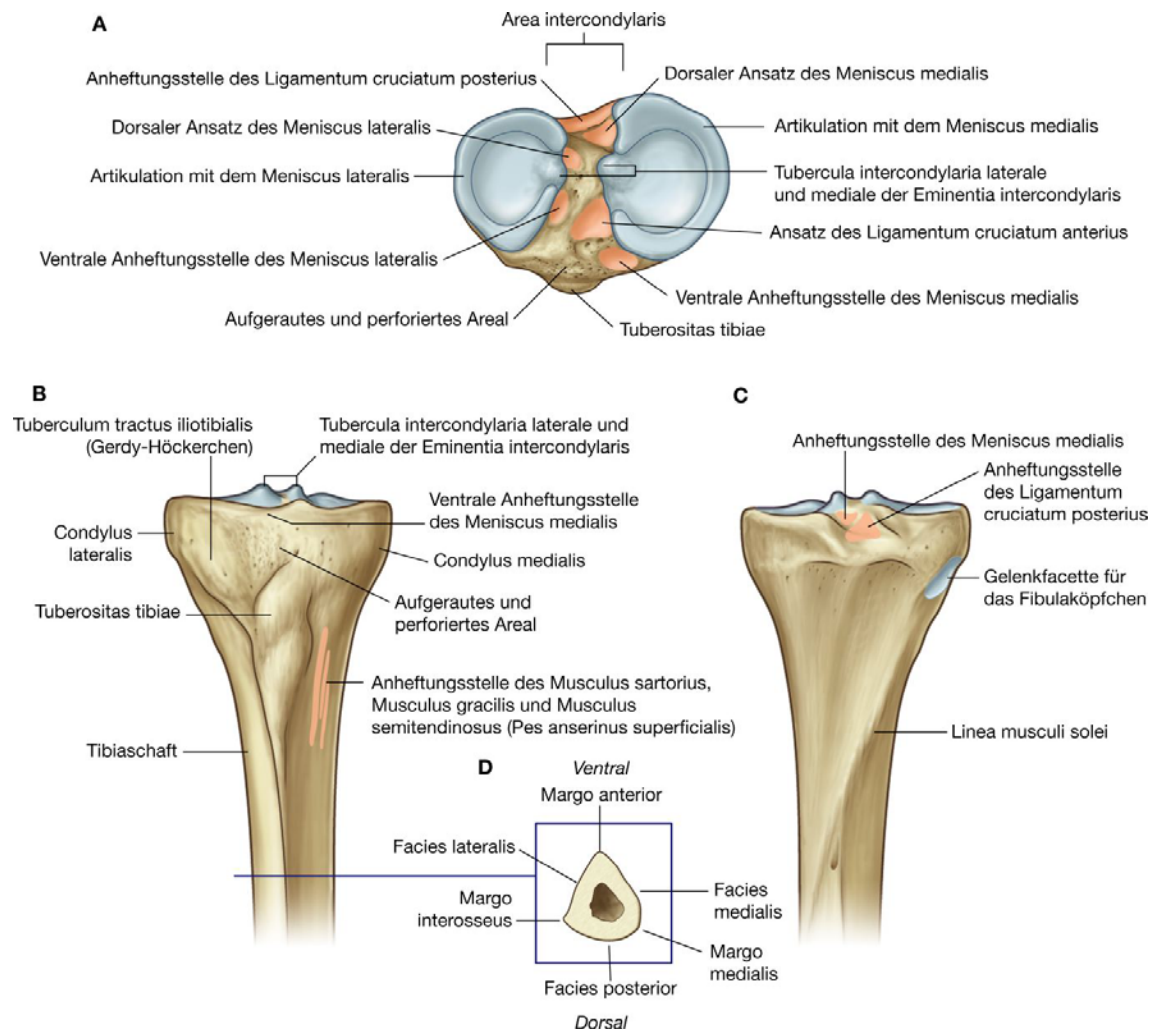 A
Area intercondylaris
Anheftungsstelle des Ligamentum cruciatum posterius
Dorsaler Ansatz des Meniscus medialis
Dorsaler Ansatz des Meniscus lateralis
Artikulation mit dem Meniscus medialis
Artikulation mit dem Meniscus lateralis
Tubercula intercondylaria laterale
und mediale der Eminentia intercondylaris
Ansatz des Ligamentum cruciatum anterius
Ventrale Anheftungsstelle des Meniscus lateralis
Ventrale Anheftungsstelle des Meniscus medialis
Aufgerautes und perforiertes Areal
Tuberositas tibiae
B
Tuberculum tractus iliotibialis
(Gerdy-Höckerchen)
Tubercula intercondylaria laterale und
mediale der Eminentia intercondylaris
Ventrale Anheftungsstelle
des Meniscus medialis
Condylus
lateralis
Condylus medialis
Tuberositas tibiae
Aufgerautes und
perforiertes Areal
Anheftungsstelle des Musculus sartorius,
Musculus gracilis und Musculus
semitendinosus (Pes anserinus superficialis)
Tibiaschaft
C
Anheftungsstelle des Meniscus medialis
Anheftungsstelle
des Ligamentum
cruciatum posterius
Gelenkfacette für
das Fibulaköpfchen
Linea musculi solei
D
Ventral
Margo anterior
Facies lateralis
Margo
interosseus
Facies
medialis
Margo
medialis
Facies posterior
Dorsal